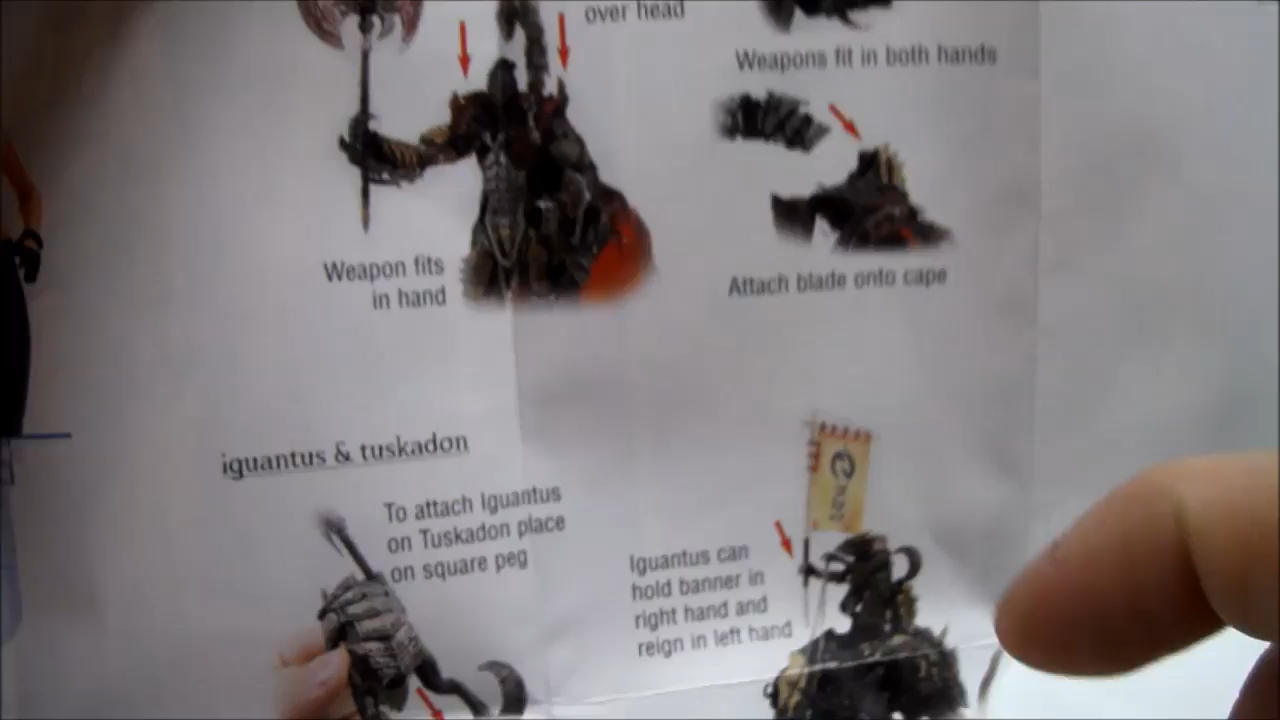 over head
Weapons fit in both hands
Weapon fits
in hand
Attach blade onto cape
iguantus & tuskadon
To attach Iguantus
on Tuskadon place
on square peg
Iguantus can
hold banner in
right hand and
reign in left hand